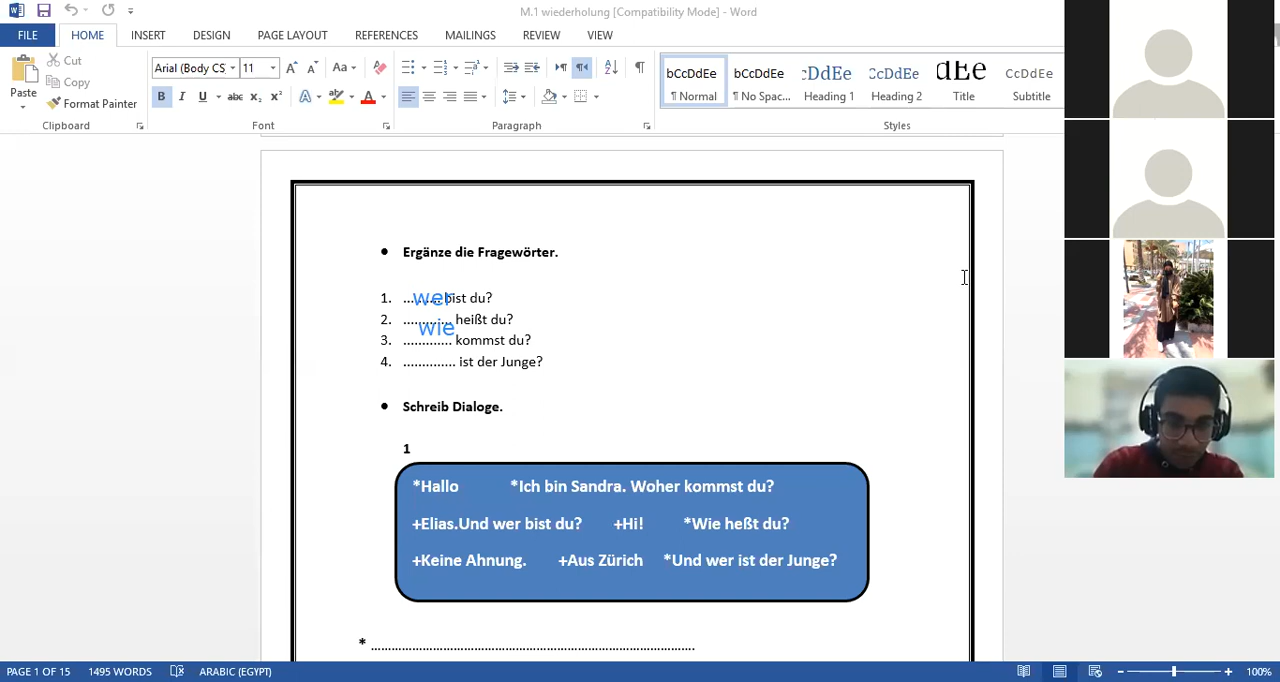 M.1 wiederholung [Compatibility Mode] - Word
FILE HOME INSERT DESIGN PAGE LAYOUT REFERENCES MAILINGS REVIEW VIEW
Paste Cut Copy Format Painter
Clipboard
Arial (Body CS 11
Font
Paragraph
bCcDdEe ¶ Normal
bCcDdEe ¶ No Spac...
:DdEe Heading 1
:CcDdEe Heading 2
dEe Title
CcDdEe Subtitle
Styles
• Ergänze die Fragewörter.
1. ............. bist du?
wer
2. ............. heißt du?
wie
3. ............. kommst du?
4. .............. ist der Junge?
• Schreib Dialoge.
1
*Hallo *Ich bin Sandra. Woher kommst du?
+Elias.Und wer bist du? +Hi! *Wie heßt du?
+Keine Ahnung. +Aus Zürich *Und wer ist der Junge?
* ..............................................................................
PAGE 1 OF 15 1495 WORDS ARABIC (EGYPT) 100%